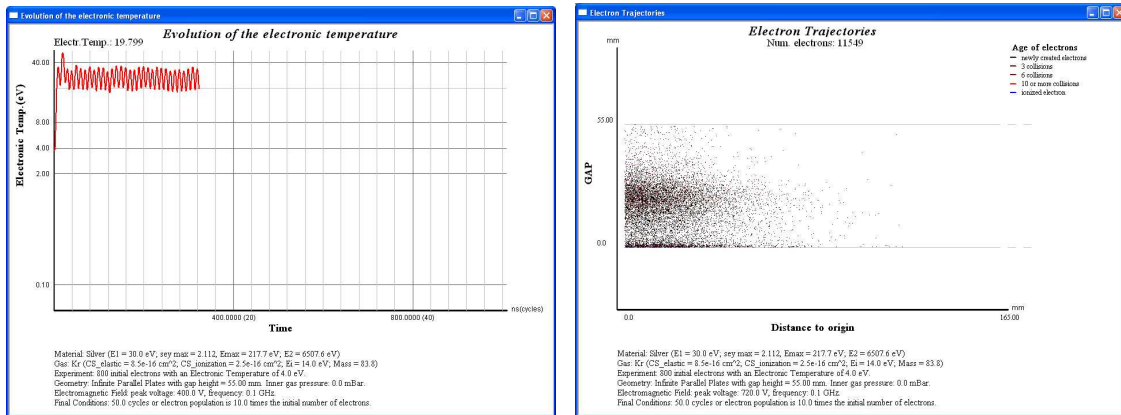 Evolution of the electronic temperature
Evolution of the electronic temperature
Electr.Temp.: 19.799
40.00
8.00
4.00
2.00
0.10
Electronic Temp. (eV)
ns(cycles)
400.0000 (20)
800.0000 (40)
Time
Material: Silver (E1 = 30.0 eV; sey max = 2.112, Emax = 217.7 eV; E2 = 6507.6 eV)
Gas: Kr (CS_elastic = 8.5e-16 cm^2; CS_ionization = 2.5e-16 cm^2; Ei = 14.0 eV; Mass = 83.8)
Experiment: 800 initial electrons with an Electronic Temperature of 4.0 eV.
Geometry: Infinite Parallel Plates with gap height = 55.00 mm. Inner gas pressure: 0.0 mBar.
Electromagnetic Field: peak voltage: 400.0 V, frequency: 0.1 GHz.
Final Conditions: 50.0 cycles or electron population is 10.0 times the initial number of electrons.
Electron Trajectories
Electron Trajectories
Num. electrons: 11549
mm
Age of electrons
newly created electrons
3 collisions
6 collisions
10 or more collisions
ionized electron.
55.00
GAP
0.0
mm
0.0
165.00
Distance to origin
Material: Silver (E1 = 30.0 eV; sey max = 2.112, Emax = 217.7 eV; E2 = 6507.6 eV)
Gas: Kr (CS_elastic = 8.5e-16 cm^2; CS_ionization = 2.5e-16 cm^2; Ei = 14.0 eV; Mass = 83.8)
Experiment: 800 initial electrons with an Electronic Temperature of 4.0 eV.
Geometry: Infinite Parallel Plates with gap height = 55.00 mm. Inner gas pressure: 0.0 mBar.
Electromagnetic Field: peak voltage: 720.0 V, frequency: 0.1 GHz.
Final Conditions: 50.0 cycles or electron population is 10.0 times the initial number of electrons.